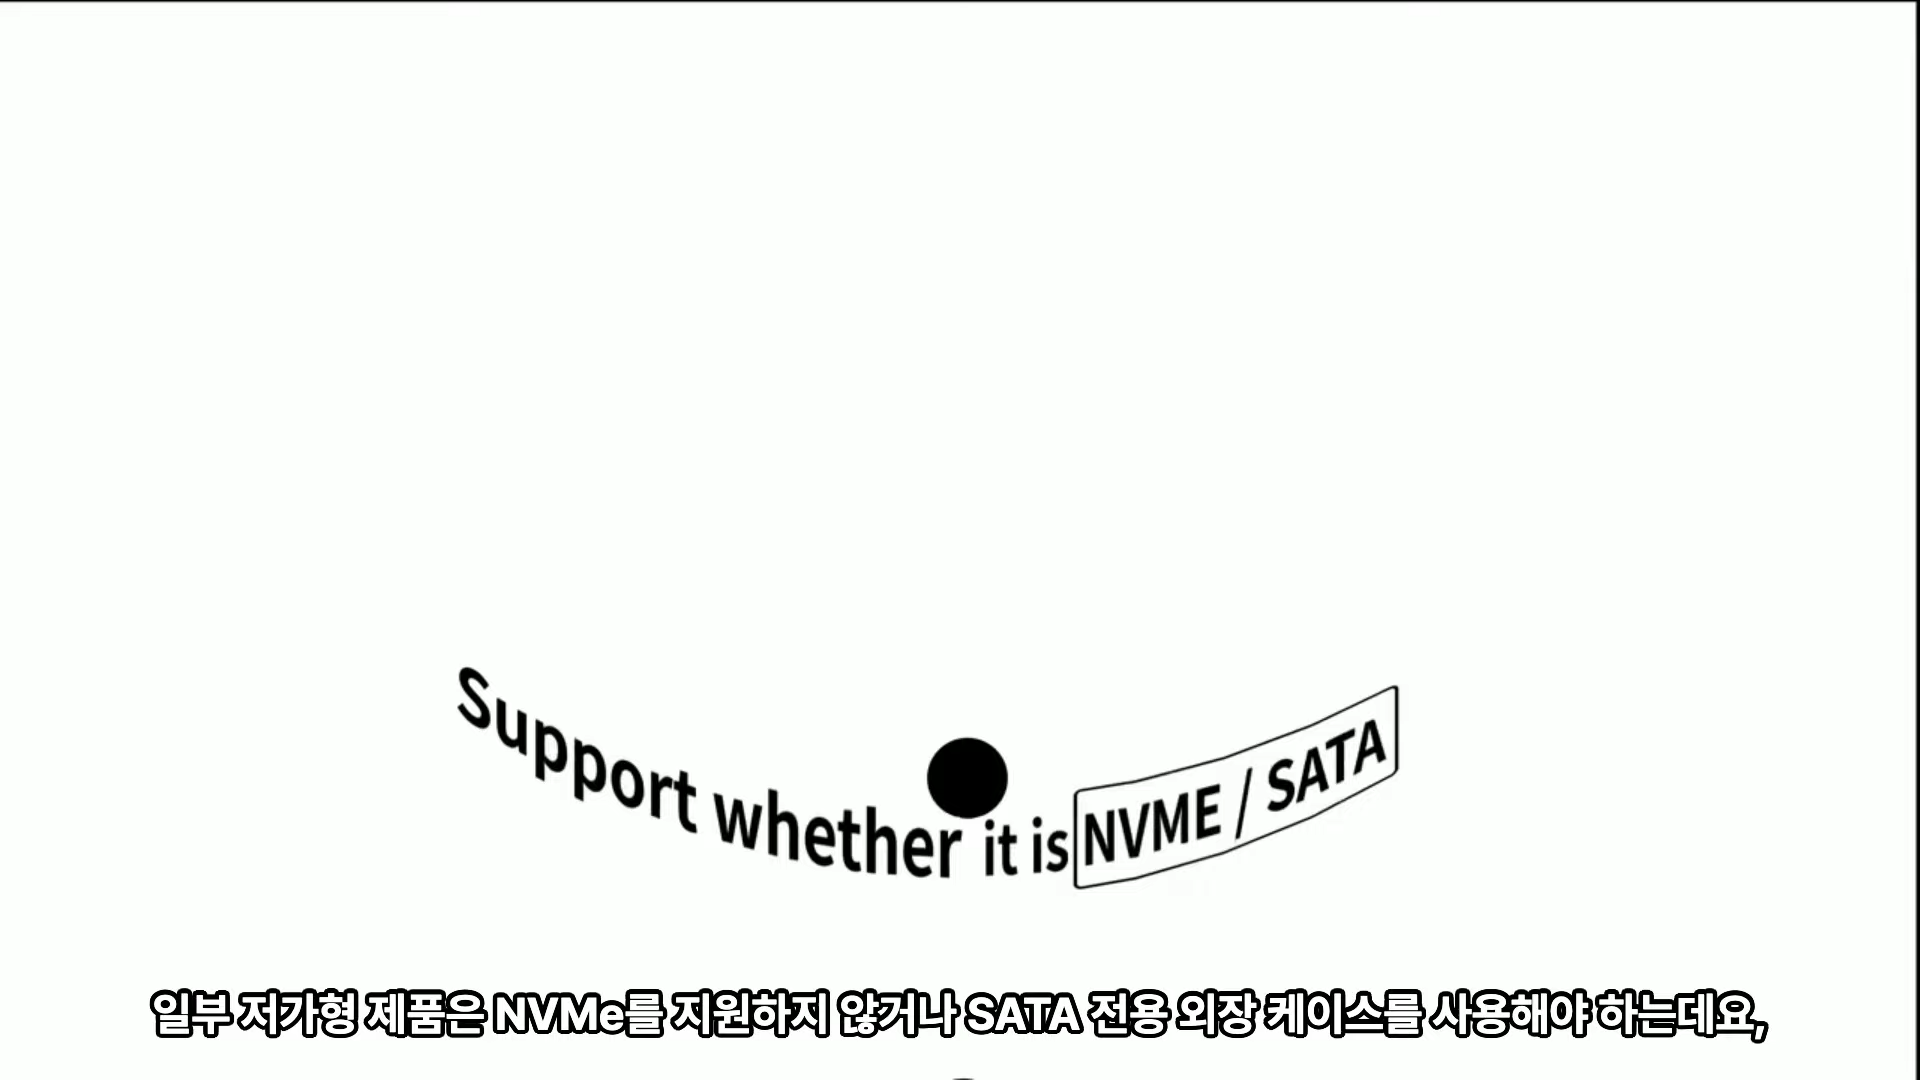 Support whether it is NVME / SATA
일부 저가형 제품은 NVMe를 지원하지 않거나 SATA 전용 외장 케이스를 사용해야 하는데요,